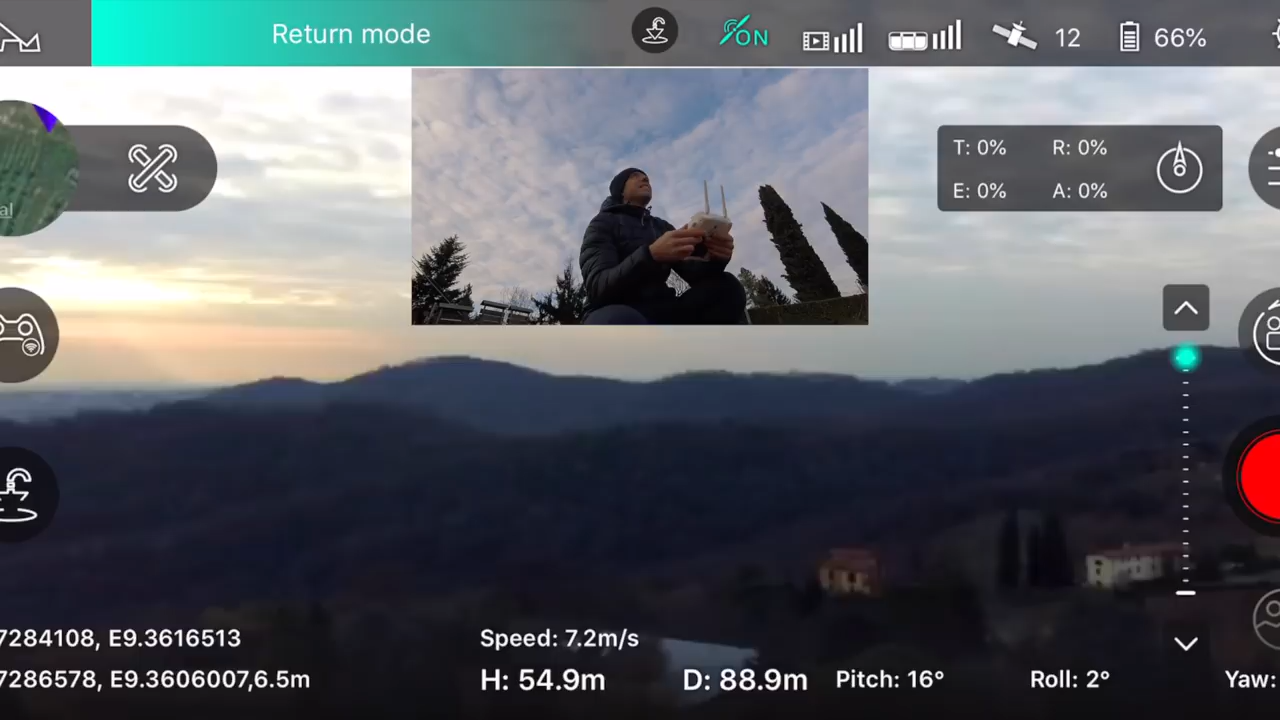 Return mode
ON
12
66%
T: 0% R: 0%
E: 0% A: 0%
al
7284108, E9.3616513
Speed: 7.2m/s
7286578, E9.3606007,6.5m
H: 54.9m
D: 88.9m
Pitch: 16°
Roll: 2°
Yaw: